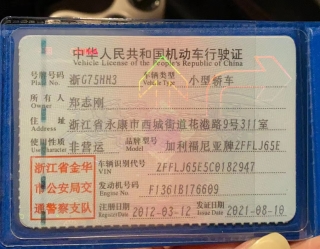 中华人民共和国机动车行驶证
Vehicle License of the People's Republic of China
号牌号码 Plate No. 浙G75HH3 车辆类型 Vehicle Type 小型轿车
所有人 Owner 郑志刚
住址 Address 浙江省永康市西城街道花港路9号311室
使用性质 Use Character 非营运 品牌型号 Model 加利福尼亚牌ZFFLJ65E
浙江省金华市公安局交通警察支队
车辆识别代号 VIN ZFFLJ65E5C0182947
发动机号码 Engine No. F136IB176609
注册日期 Register Date 2012-03-12 发证日期 Issue Date 2021-08-10